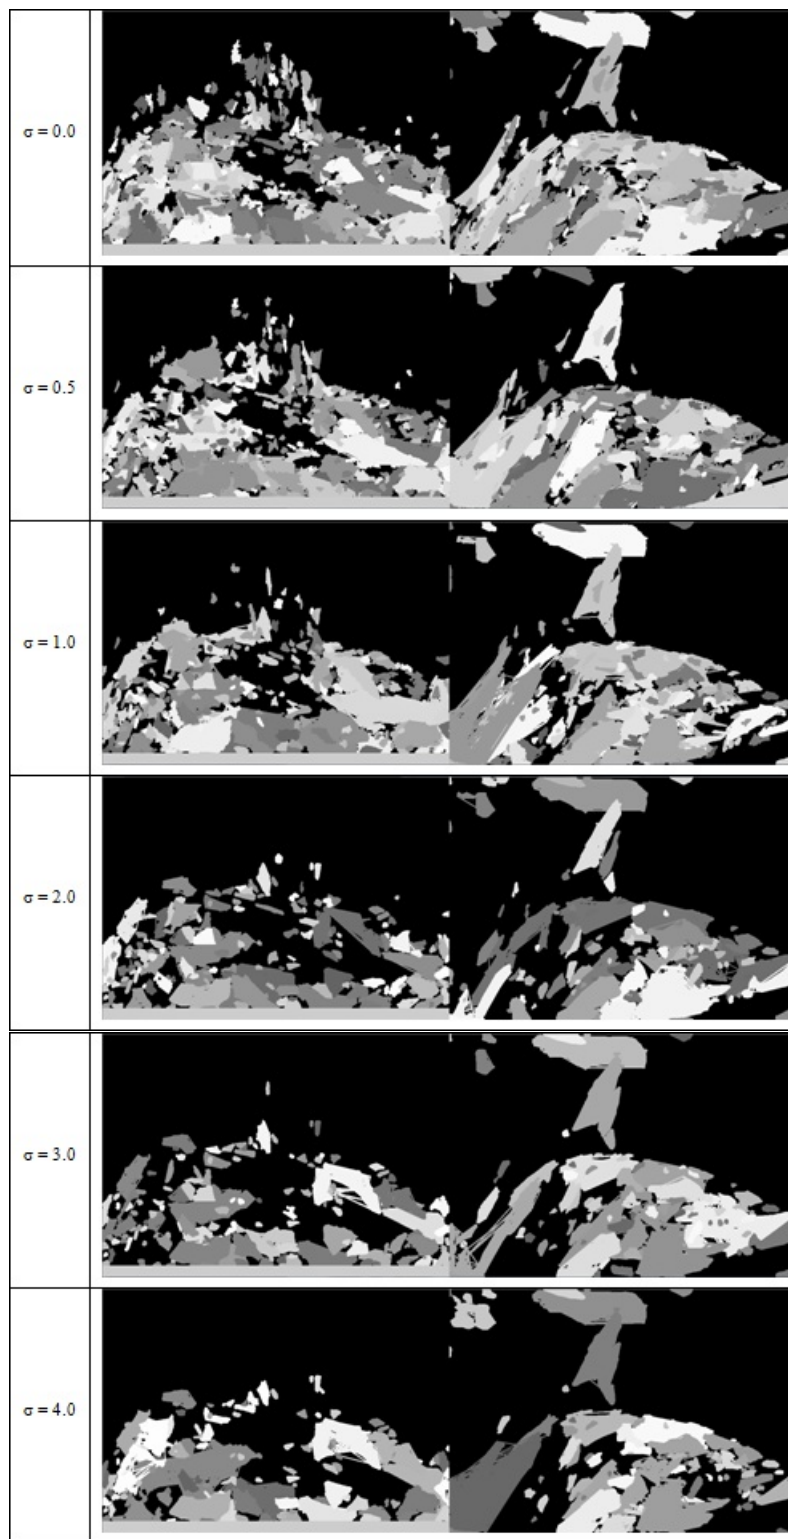 σ = 0.0
σ = 0.5
σ = 1.0
σ = 2.0
σ = 3.0
σ = 4.0